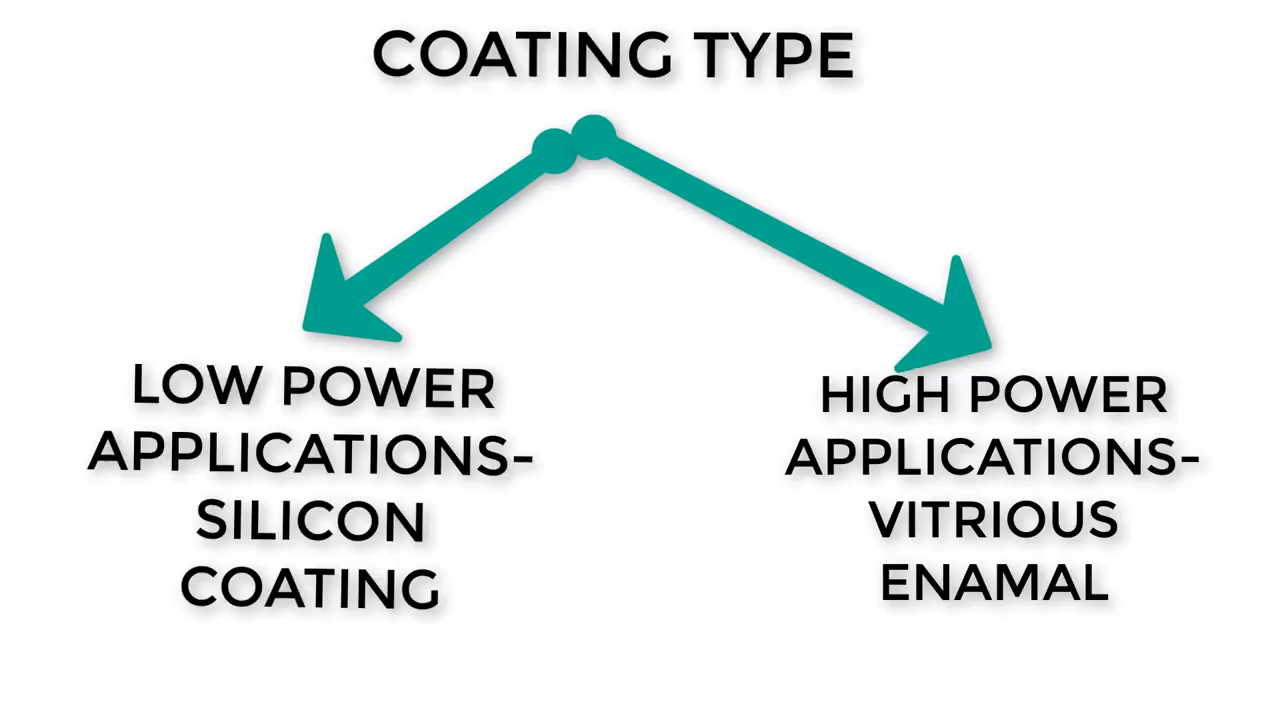 COATING TYPE
LOW POWER
APPLICATIONS-
SILICON
COATING
HIGH POWER
APPLICATIONS-
VITRIOUS
ENAMAL